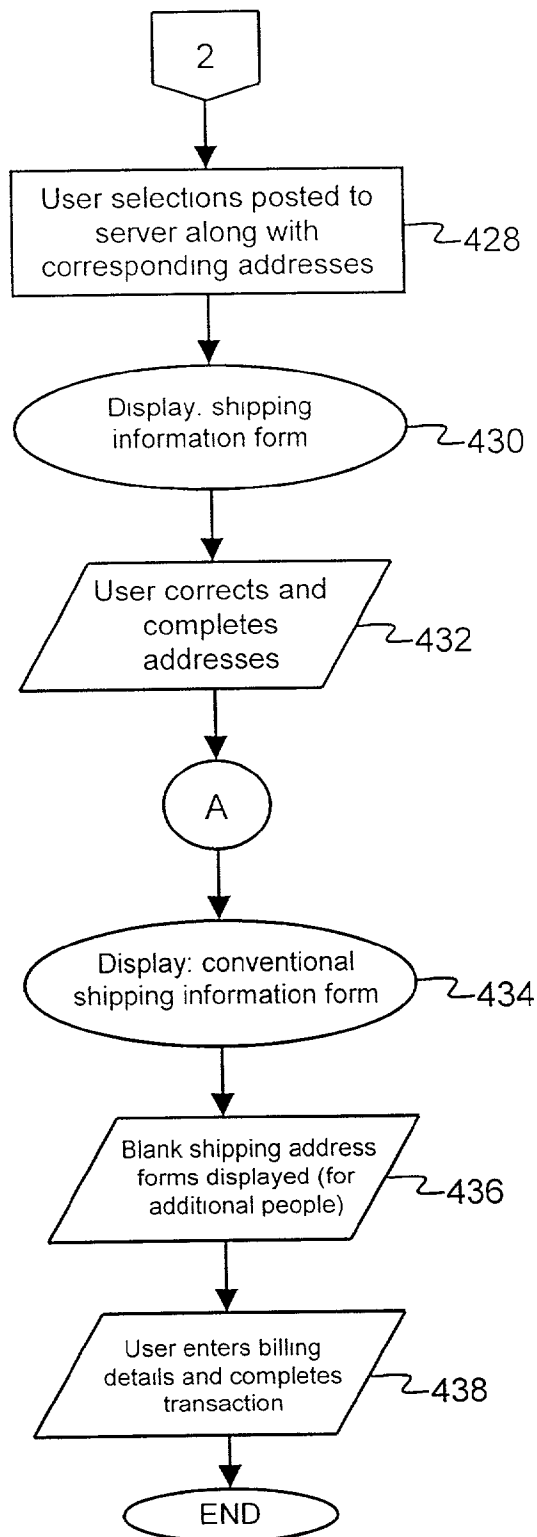 2
User selections posted to
server along with
corresponding addresses
428
Display. shipping
information form
430
User corrects and
completes
addresses
432
A
Display: conventional
shipping information form
434
Blank shipping address
forms displayed (for
additional people)
436
User enters billing
details and completes
transaction
438
END